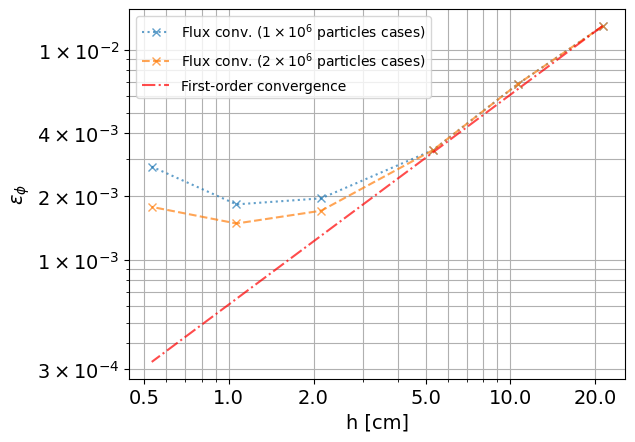 Flux conv. (1 × 10⁶ particles cases)
Flux conv. (2 × 10⁶ particles cases)
First-order convergence
1 × 10⁻²
4 × 10⁻³
2 × 10⁻³
1 × 10⁻³
3 × 10⁻⁴
ε_ϕ
0.5 1.0 2.0 5.0 10.0 20.0
h [cm]